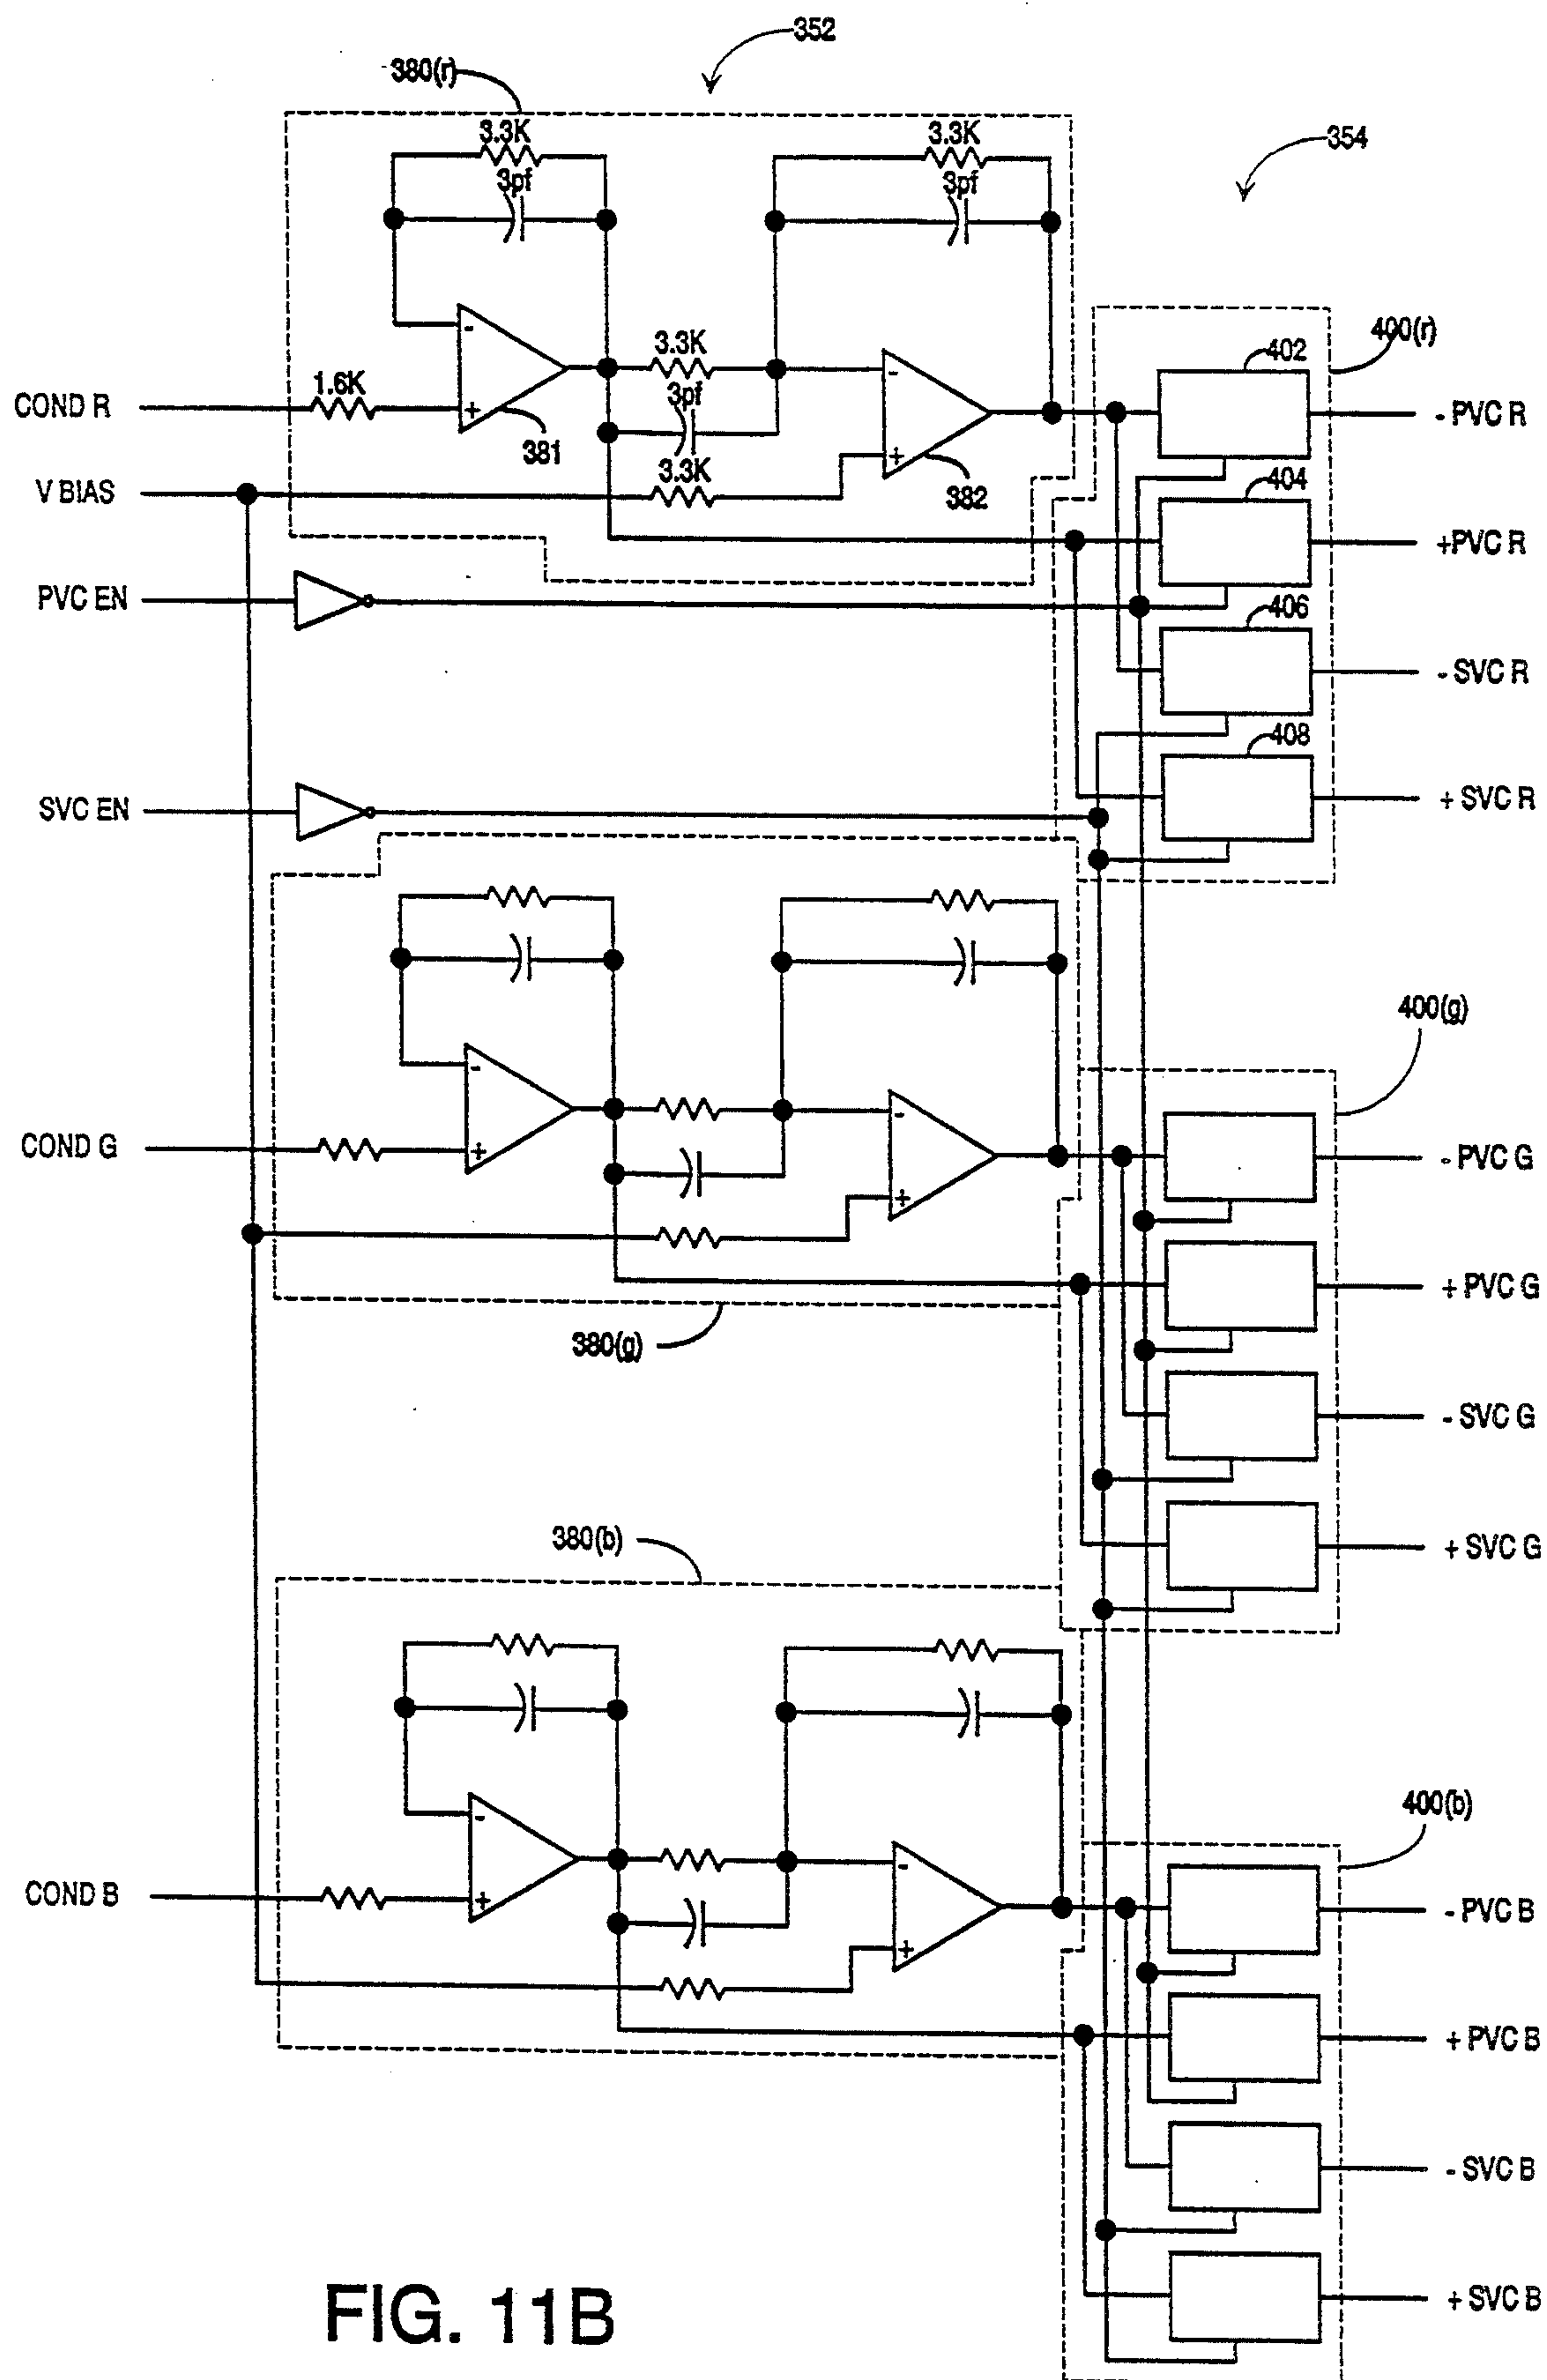 352
380(r)
354
3.3K
3pf
3.3K
3pf
-
3.3K
3pf
3.3K
-
+
+
1.6K
381
382
COND R
V BIAS
PVC EN
SVC EN
400(r)
402
- PVC R
404
+PVC R
406
- SVC R
408
+ SVC R
400(g)
COND G
-
+
-
+
380(g)
- PVC G
+ PVC G
- SVC G
+ SVC G
380(b)
400(b)
COND B
-
+
-
+
- PVC B
+ PVC B
- SVC B
+ SVC B
FIG. 11B